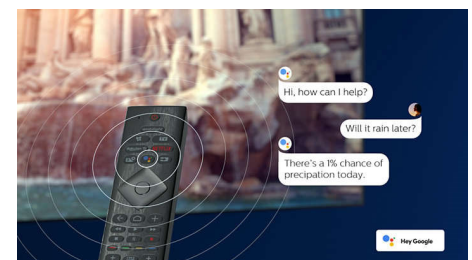 Hi, how can I help?
Will it rain later?
There's a 1% chance of
precipation today.
Hey Google